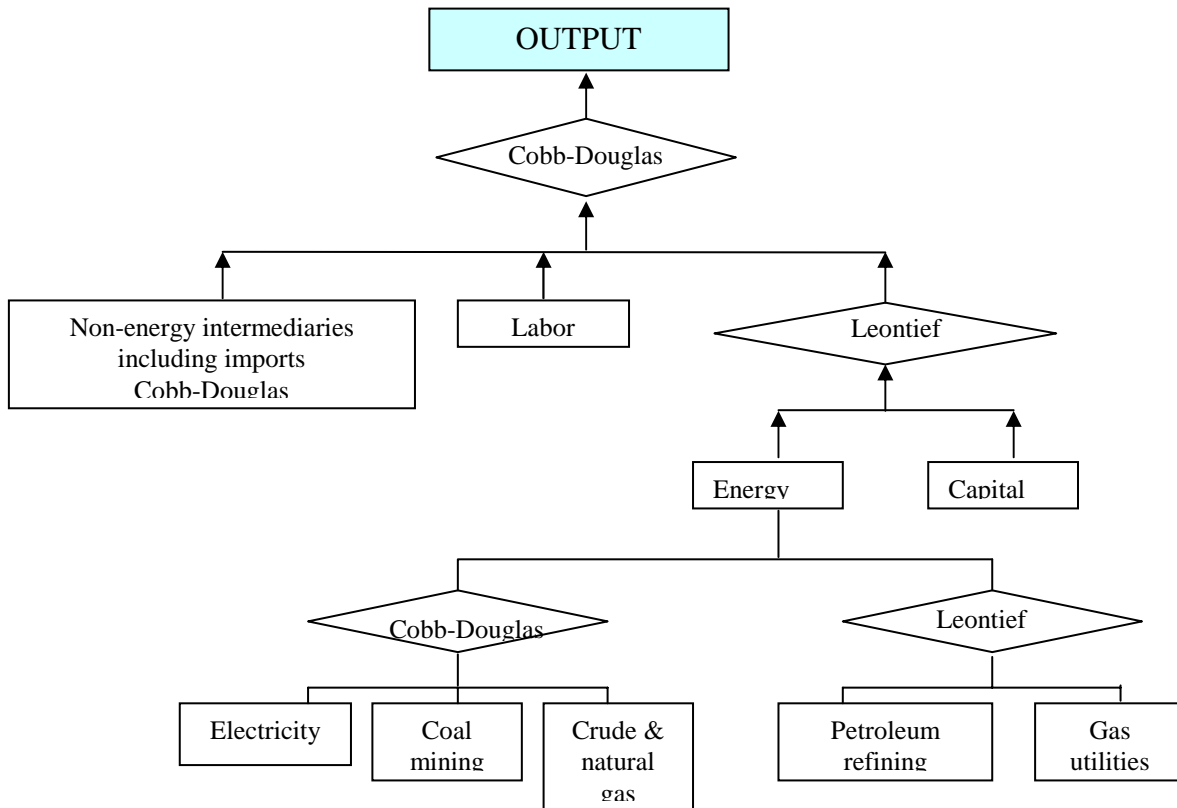 OUTPUT
Cobb-Douglas
Non-energy intermediaries
including imports
Cobb-Douglas
Labor
Leontief
Energy
Capital
Cobb-Douglas
Leontief
Electricity
Coal
mining
Crude &
natural
gas
Petroleum
refining
Gas
utilities